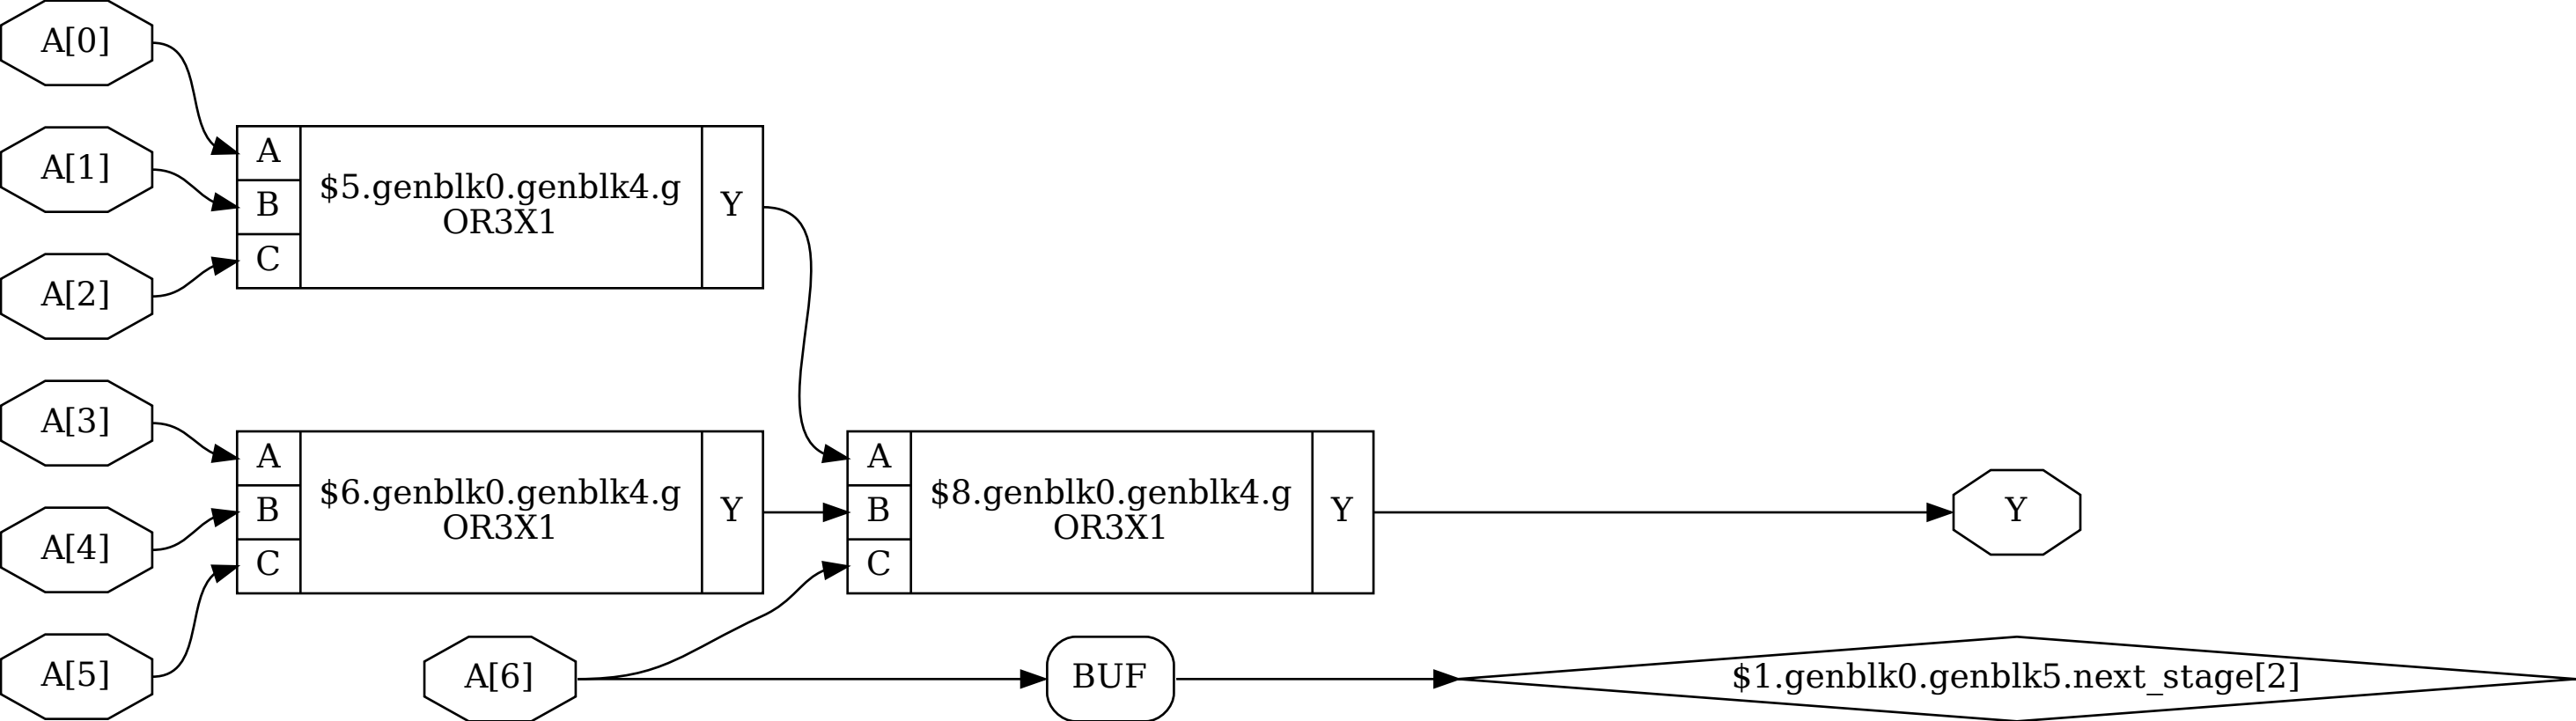 A[0]
A[1]
A[2]
A[3]
A[4]
A[5]
A
B
C
$5.genblk0.genblk4.g
OR3X1
Y
A
B
C
$6.genblk0.genblk4.g
OR3X1
Y
A[6]
A
B
C
$8.genblk0.genblk4.g
OR3X1
Y
BUF
Y
$1.genblk0.genblk5.next_stage[2]